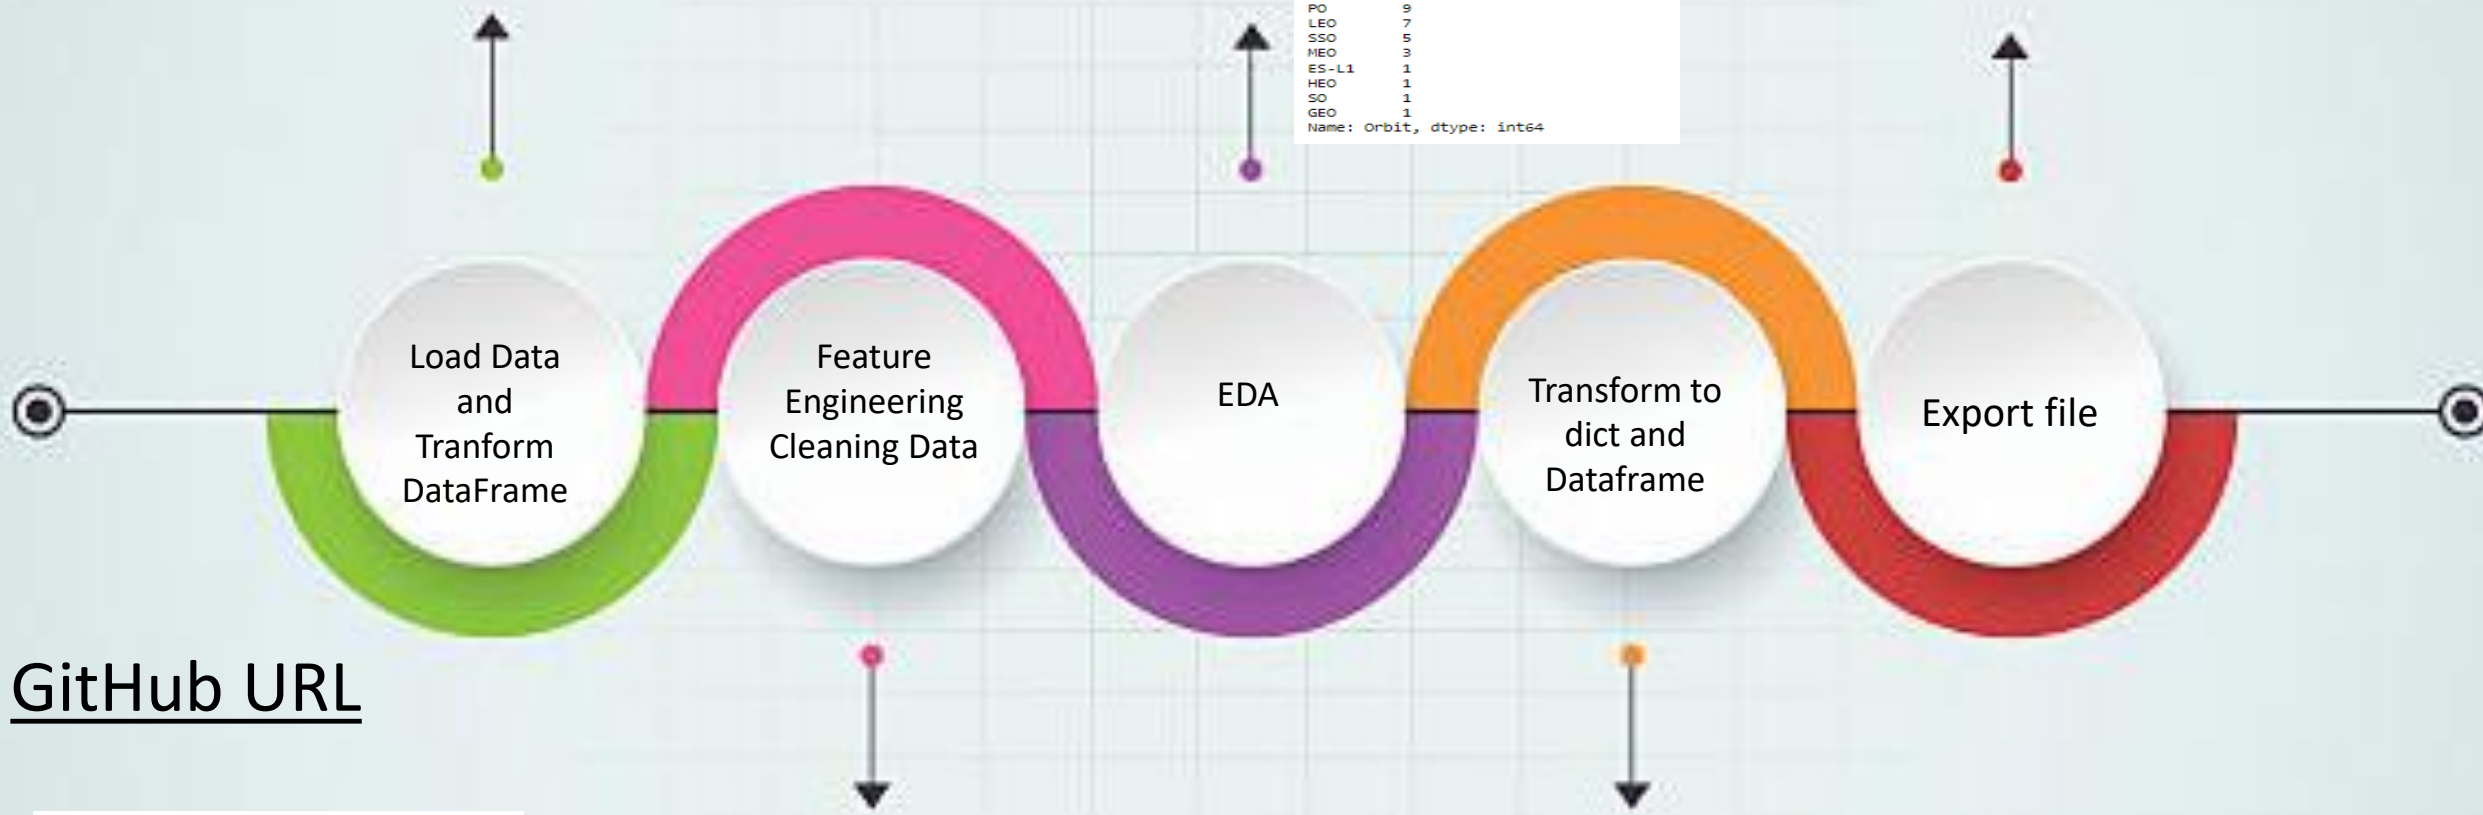 PO 9
LEO 7
SSO 5
MEO 3
ES-L1 1
HEO 1
SO 1
GEO 1
Name: Orbit, dtype: int64
Load Data
and
Tranform
DataFrame
Feature
Engineering
Cleaning Data
EDA
Transform to
dict and
Dataframe
Export file
GitHub URL